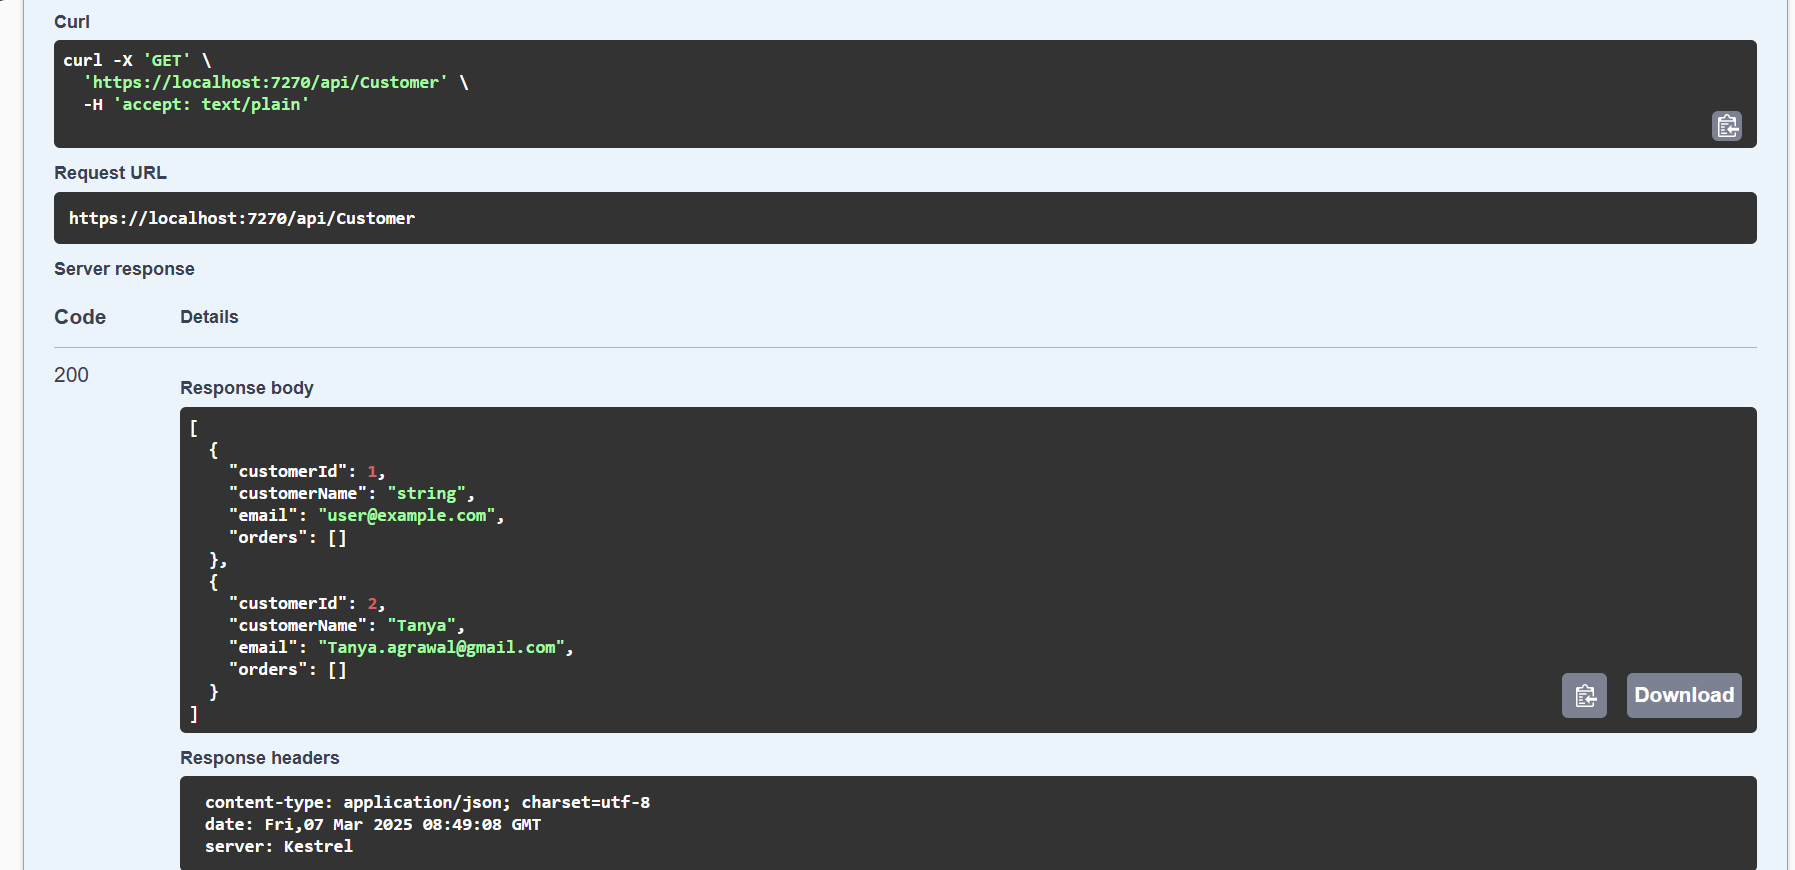 Curl
curl -X 'GET' \
  'https://localhost:7270/api/Customer' \
  -H 'accept: text/plain'
Request URL
https://localhost:7270/api/Customer
Server response
Code Details
200
Response body
[
  {
    "customerId": 1,
    "customerName": "string",
    "email": "user@example.com",
    "orders": []
  },
  {
    "customerId": 2,
    "customerName": "Tanya",
    "email": "Tanya.agrawal@gmail.com",
    "orders": []
  }
]
Download
Response headers
content-type: application/json; charset=utf-8
date: Fri,07 Mar 2025 08:49:08 GMT
server: Kestrel